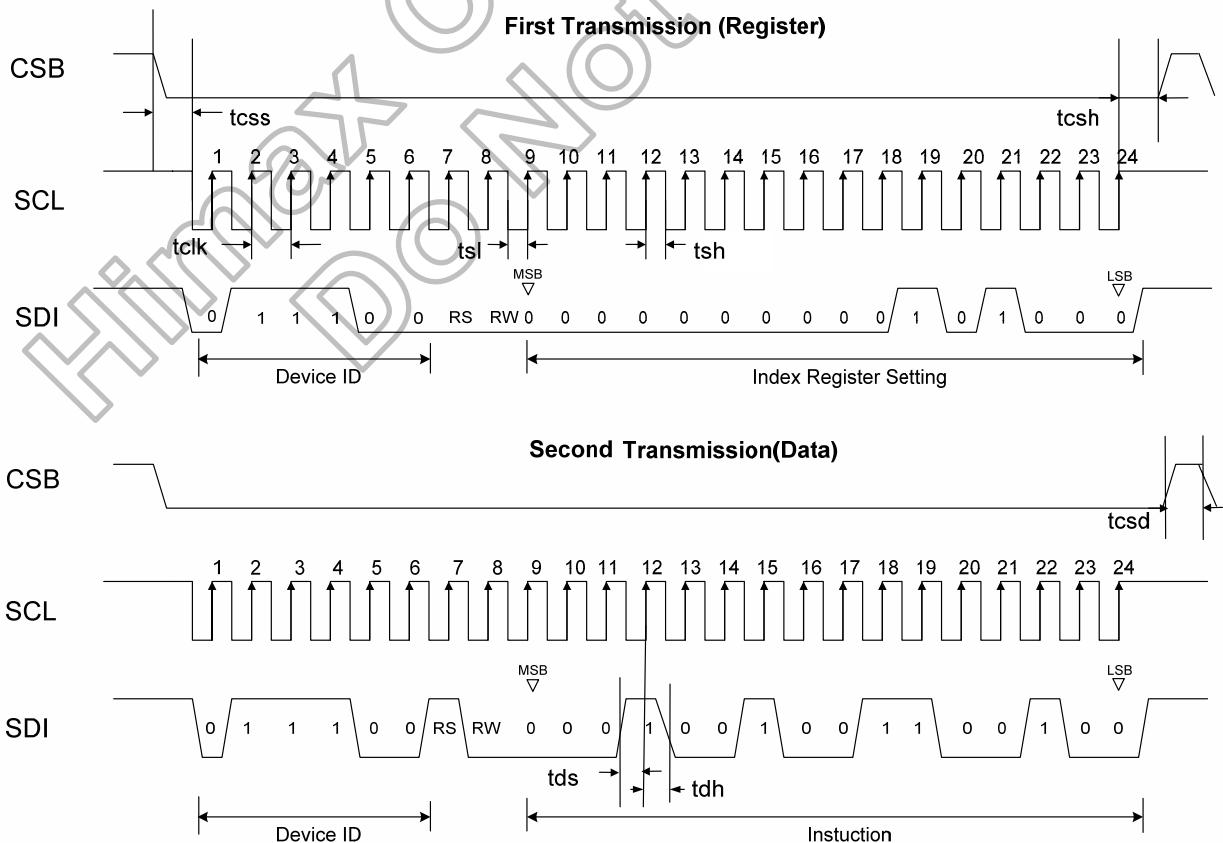 First Transmission (Register)
CSB
tcss
tcsh
1 2 3 4 5 6 7 8 9 10 11 12 13 14 15 16 17 18 19 20 21 22 23 24
SCL
tclk
tsl
tsh
MSB
LSB
SDI
0 1 1 1 0 0 RS RW 0 0 0 0 0 0 0 0 0 0 1 0 1 0 0 0
Device ID
Index Register Setting
Second Transmission(Data)
CSB
tcsd
1 2 3 4 5 6 7 8 9 10 11 12 13 14 15 16 17 18 19 20 21 22 23 24
SCL
MSB
LSB
SDI
0 1 1 1 0 0 RS RW 0 0 0 1 0 0 1 0 0 1 1 0 0 1 0 0
tds
tdh
Device ID
Instuction
Himax
Do Not